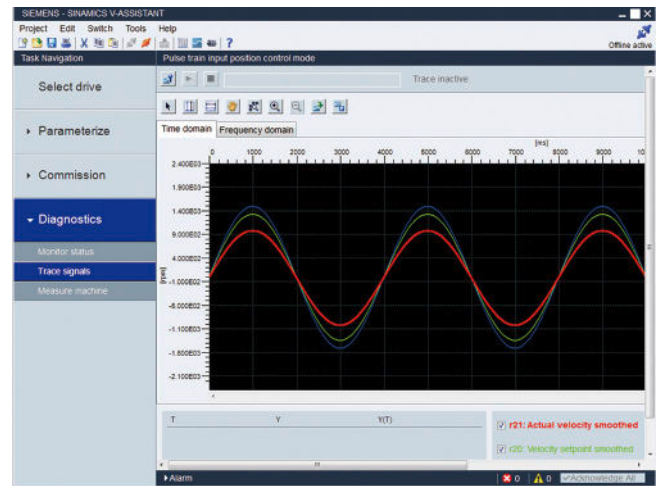 SIEMENS - SINAMICS V-ASSISTANT
Project Edit Switch Tools Help
Offline active
Task Navigation
Pulse train input position control mode
Select drive
Trace inactive
Parameterize
Time domain Frequency domain
[ms]
0 1000 2000 3000 4000 5000 6000 7000 8000 9000 10
2.400E03
1.900E03
1.400E03
9.000E02
4.000E02
-1.000E02
-6.000E02
-1.100E03
-1.600E03
-2.100E03
[rpm]
Commission
Diagnostics
Monitor status
Trace signals
Measure machine
T Y Y(T)
r21: Actual velocity smoothed
r20: Velocity setpoint smoothed
Alarm
0 0 Acknowledge All